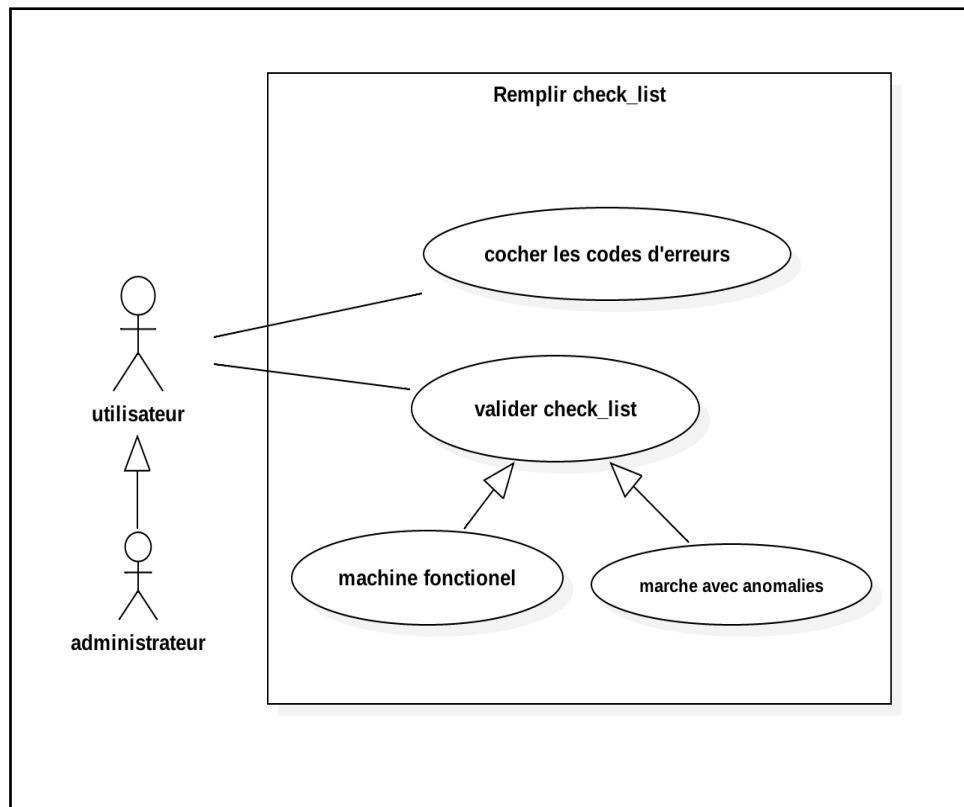 Remplir check_list
cocher les codes d'erreurs
valider check_list
utilisateur
machine fonctionel
marche avec anomalies
administrateur